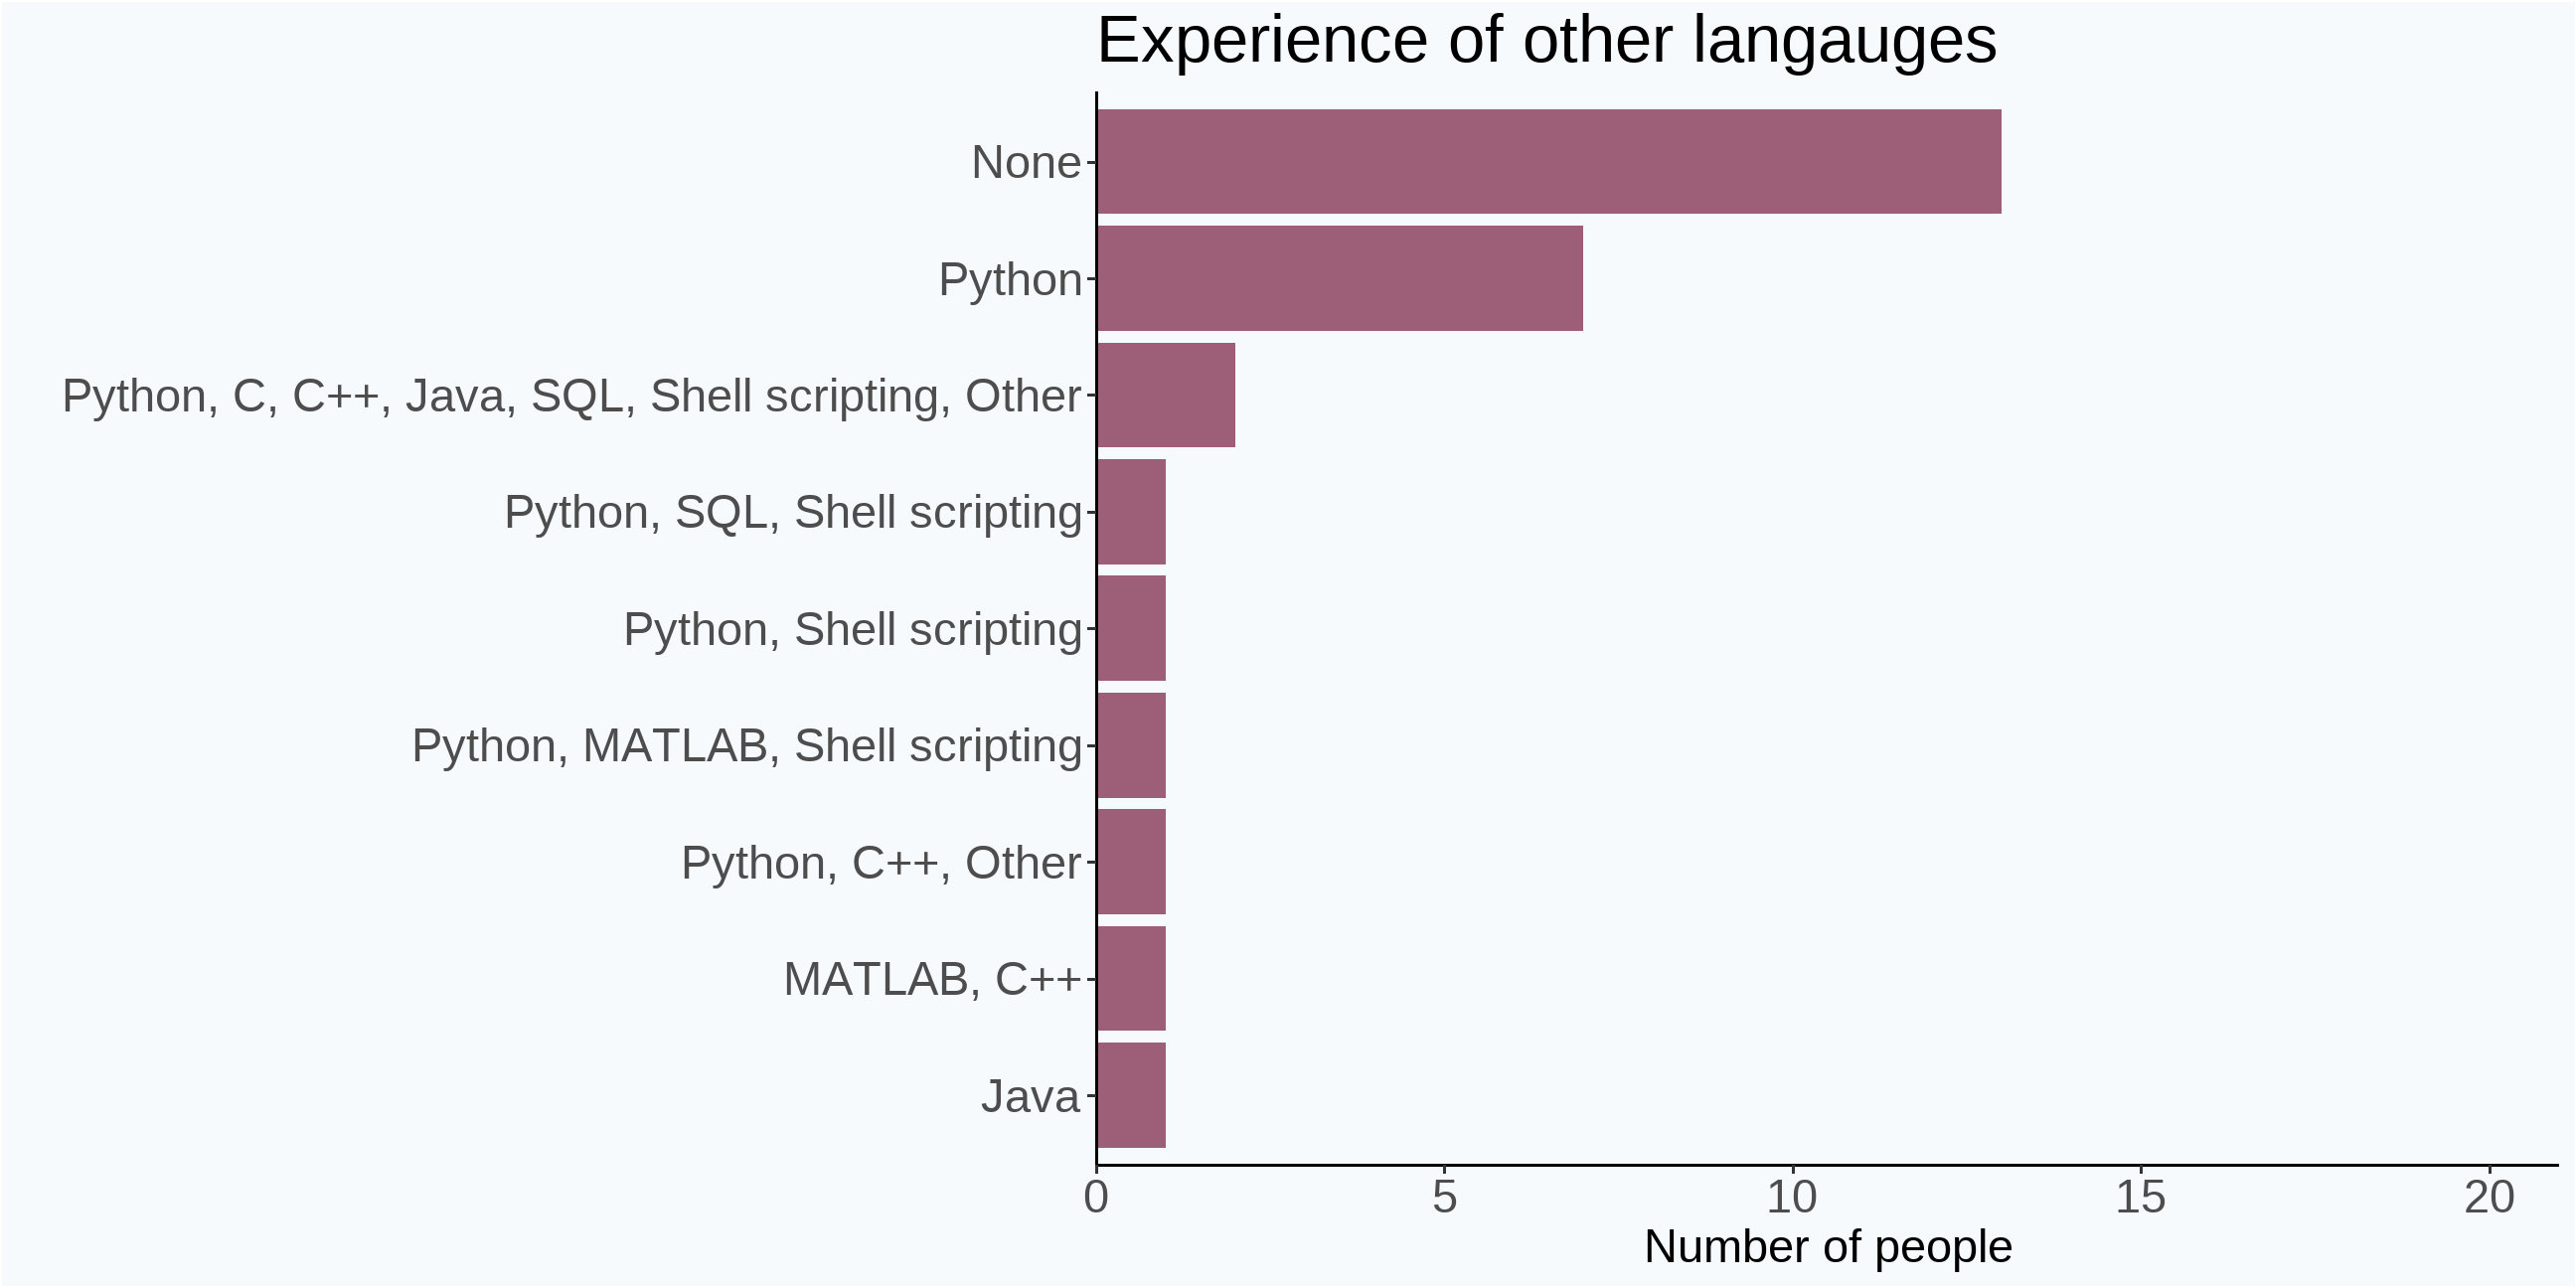 Experience of other langauges
None
Python
Python, C, C++, Java, SQL, Shell scripting, Other
Python, SQL, Shell scripting
Python, Shell scripting
Python, MATLAB, Shell scripting
Python, C++, Other
MATLAB, C++
Java
0 5 10 15 20
Number of people